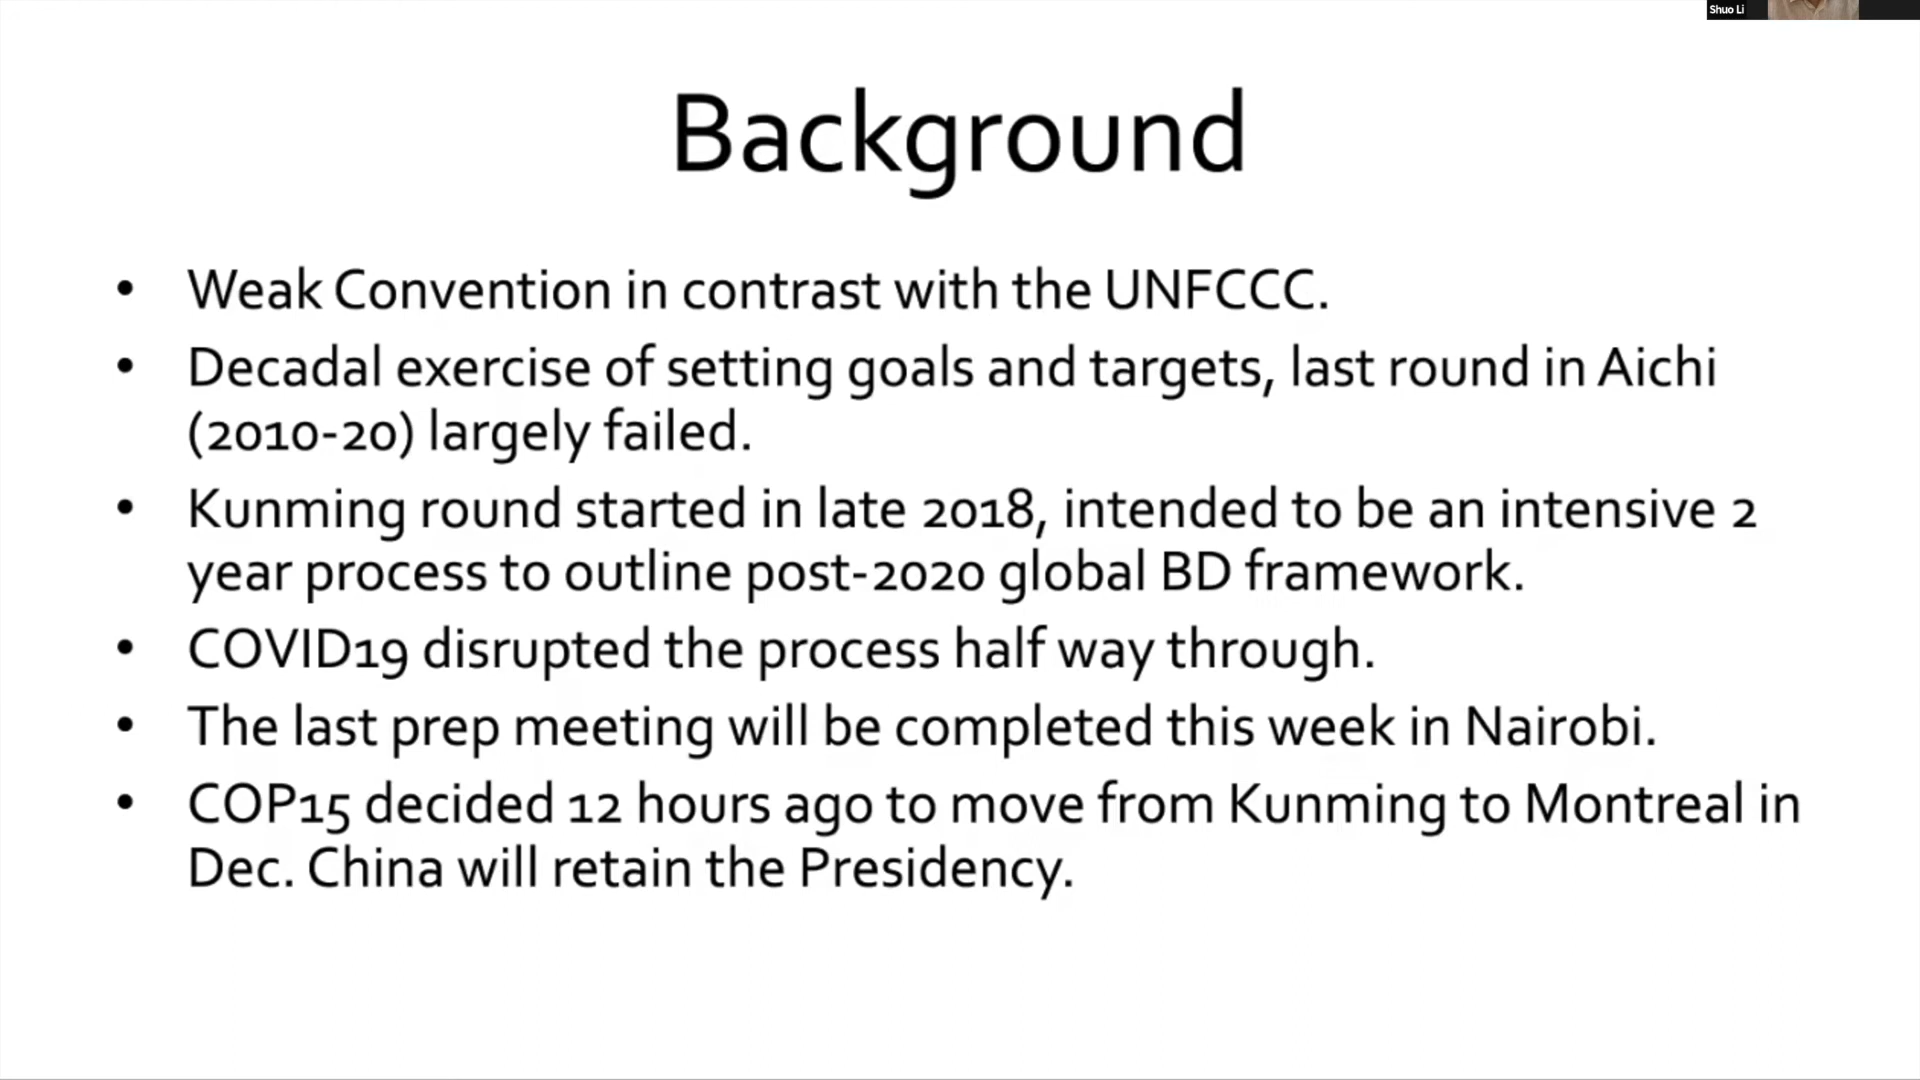 Shuo Li
Background
• Weak Convention in contrast with the UNFCCC.
• Decadal exercise of setting goals and targets, last round in Aichi
(2010-20) largely failed.
• Kunming round started in late 2018, intended to be an intensive 2
year process to outline post-2020 global BD framework.
• COVID19 disrupted the process half way through.
• The last prep meeting will be completed this week in Nairobi.
• COP15 decided 12 hours ago to move from Kunming to Montreal in
Dec. China will retain the Presidency.